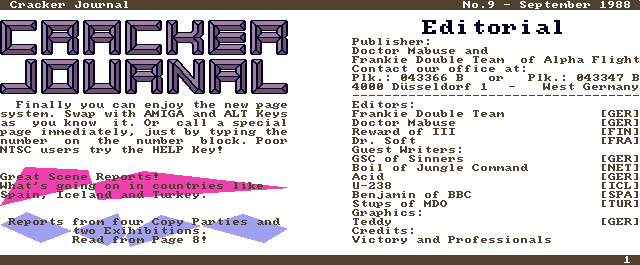 Cracker Journal
No.9 - September 1988
CRACKER
JOURNAL
Finally you can enjoy the new page
system. Swap with AMIGA and ALT Keys
as you know it. Or call a special
page immediately, just by typing the
number on the number block. Poor
NTSC users try the HELP Key!
Great Scene Reports!
What's going on in countries like
Spain, Iceland and Turkey.
Reports from four Copy Parties and
two Exihibitions.
Read from Page 8!
Editorial
Publisher:
Doctor Mabuse and
Frankie Double Team of Alpha Flight
Contact our office at:
Plk.: 043366 B or Plk.: 043347 B
4000 Düsseldorf 1 - West Germany
------------------------------------
Editors:
Frankie Double Team [GER]
Doctor Mabuse [GER]
Reward of III [FIN]
Dr. Soft [FRA]
Guest Writers:
GSC of Sinners [GER]
Boil of Jungle Command [NET]
Acid [GER]
U-238 [ICL]
Benjamin of BBC [SPA]
Stups of MDO [TUR]
Graphics:
Teddy [GER]
Credits:
Victory and Professionals
1